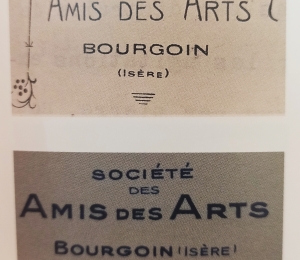 AMIS DES ARTS
BOURGOIN
(ISÈRE)
SOCIÉTÉ
DES
AMIS DES ARTS
BOURGOIN (ISÈRE)